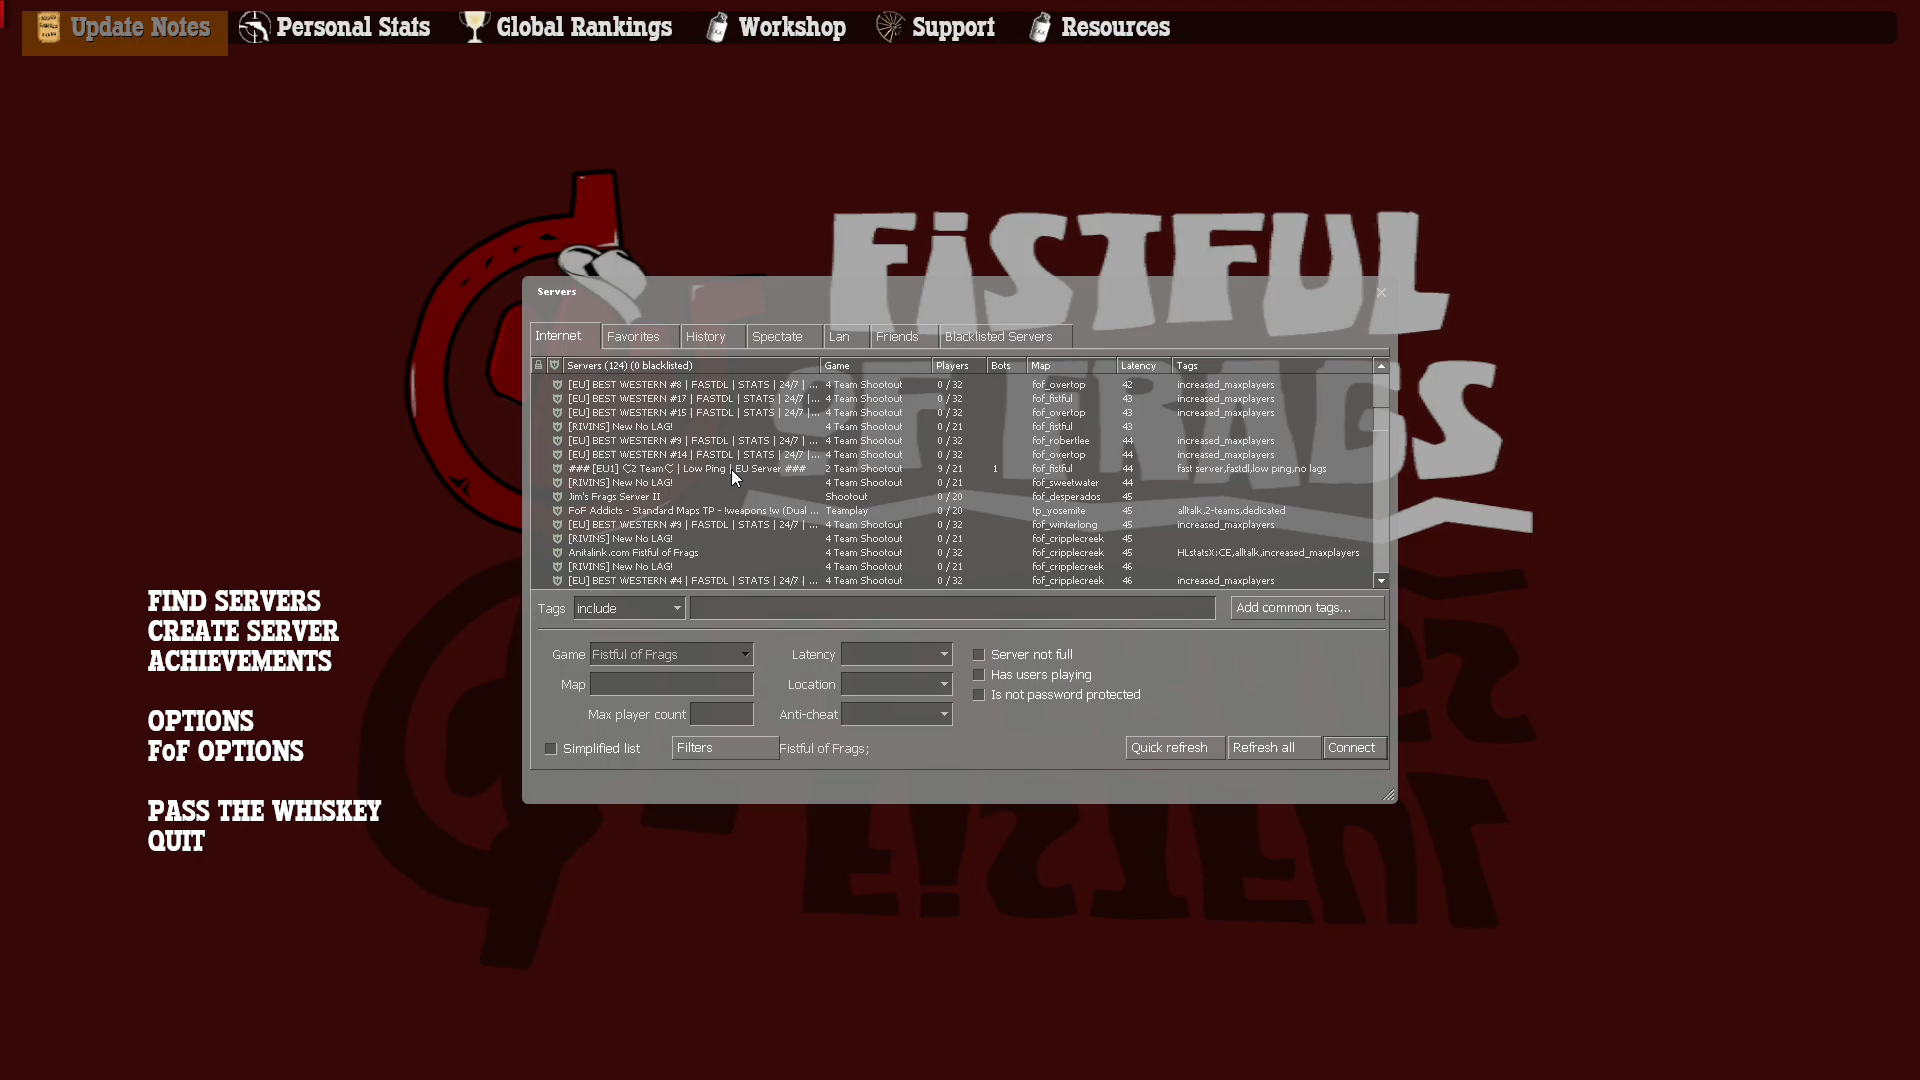 Update Notes Personal Stats Global Rankings Workshop Support Resources
FiSTFUL
OF FRAGS
Servers
Internet Favorites History Spectate Lan Friends Blacklisted Servers
Servers (124) (0 blacklisted) Game Players Bots Map Latency Tags
[EU] BEST WESTERN #8 | FASTDL | STATS | 24/7 | ... 4 Team Shootout 0 / 32 fof_overtop 42 increased_maxplayers
[EU] BEST WESTERN #17 | FASTDL | STATS | 24/7 |... 4 Team Shootout 0 / 32 fof_fistful 43 increased_maxplayers
[EU] BEST WESTERN #15 | FASTDL | STATS | 24/7 |... 4 Team Shootout 0 / 32 fof_overtop 43 increased_maxplayers
[RIVINS] New No LAG! 4 Team Shootout 0 / 21 fof_fistful 43
[EU] BEST WESTERN #9 | FASTDL | STATS | 24/7 | ... 4 Team Shootout 0 / 32 fof_robertlee 44 increased_maxplayers
[EU] BEST WESTERN #14 | FASTDL | STATS | 24/7 |... 4 Team Shootout 0 / 32 fof_overtop 44 increased_maxplayers
### [EU1] ♡2 Team♡ | Low Ping | EU Server ### 2 Team Shootout 9 / 21 1 fof_fistful 44 fast server,fastdl,low ping,no lags
[RIVINS] New No LAG! 4 Team Shootout 0 / 21 fof_sweetwater 44
Jim's Frags Server II Shootout 0 / 20 fof_desperados 45
FoF Addicts - Standard Maps TP - !weapons !w (Dual ... Teamplay 0 / 20 tp_yosemite 45 alltalk,2-teams,dedicated
[EU] BEST WESTERN #9 | FASTDL | STATS | 24/7 | ... 4 Team Shootout 0 / 32 fof_winterlong 45 increased_maxplayers
[RIVINS] New No LAG! 4 Team Shootout 0 / 21 fof_cripplecreek 45
Anitalink.com Fistful of Frags 4 Team Shootout 0 / 32 fof_cripplecreek 45 HLstatsX:CE,alltalk,increased_maxplayers
[RIVINS] New No LAG! 4 Team Shootout 0 / 21 fof_cripplecreek 46
[EU] BEST WESTERN #4 | FASTDL | STATS | 24/7 | ... 4 Team Shootout 0 / 32 fof_cripplecreek 46 increased_maxplayers
Tags include Add common tags...
Game Fistful of Frags Latency Server not full
Has users playing
Map Location Is not password protected
Max player count Anti-cheat
Simplified list Filters Fistful of Frags; Quick refresh Refresh all Connect
FIND SERVERS
CREATE SERVER
ACHIEVEMENTS
OPTIONS
FoF OPTIONS
PASS THE WHISKEY
QUIT